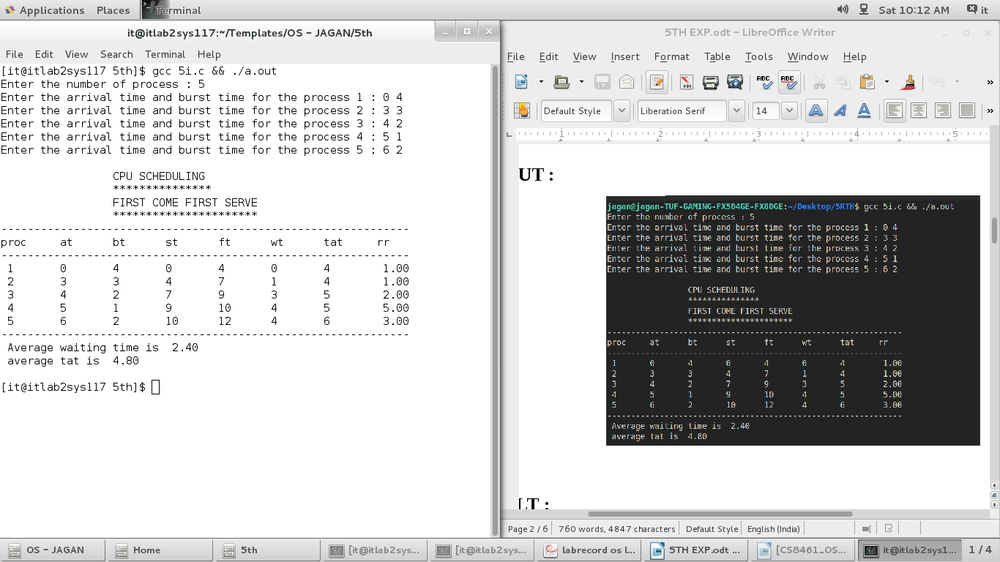 Applications Places Terminal Sat 10:12 AM it
it@itlab2sys117:~/Templates/OS - JAGAN/5th
File Edit View Search Terminal Help
[it@itlab2sys117 5th]$ gcc 5i.c && ./a.out
Enter the number of process : 5
Enter the arrival time and burst time for the process 1 : 0 4
Enter the arrival time and burst time for the process 2 : 3 3
Enter the arrival time and burst time for the process 3 : 4 2
Enter the arrival time and burst time for the process 4 : 5 1
Enter the arrival time and burst time for the process 5 : 6 2
CPU SCHEDULING
***************
FIRST COME FIRST SERVE
**********************
--------------------------------------------------------------
proc at bt st ft wt tat rr
--------------------------------------------------------------
1 0 4 0 4 0 4 1.00
2 3 3 4 7 1 4 1.00
3 4 2 7 9 3 5 2.00
4 5 1 9 10 4 5 5.00
5 6 2 10 12 4 6 3.00
--------------------------------------------------------------
Average waiting time is 2.40
average tat is 4.80
[it@itlab2sys117 5th]$
5TH EXP.odt - LibreOffice Writer
File Edit View Insert Format Table Tools Window Help
Default Style Liberation Serif 14
1 2 3 4 5
UT :
jagan@jagan-TUF-GAMING-FX504GE-FX80GE:~/Desktop/5RTH$ gcc 5i.c && ./a.out
Enter the number of process : 5
Enter the arrival time and burst time for the process 1 : 0 4
Enter the arrival time and burst time for the process 2 : 3 3
Enter the arrival time and burst time for the process 3 : 4 2
Enter the arrival time and burst time for the process 4 : 5 1
Enter the arrival time and burst time for the process 5 : 6 2
CPU SCHEDULING
***************
FIRST COME FIRST SERVE
**********************
--------------------------------------------------------------
proc at bt st ft wt tat rr
--------------------------------------------------------------
1 0 4 0 4 0 4 1.00
2 3 3 4 7 1 4 1.00
3 4 2 7 9 3 5 2.00
4 5 1 9 10 4 5 5.00
5 6 2 10 12 4 6 3.00
--------------------------------------------------------------
Average waiting time is 2.40
average tat is 4.80
LT :
Page 2 / 6 760 words, 4847 characters Default Style English (India)
OS - JAGAN Home 5th [it@itlab2sys... [it@itlab2sys... labrecord os l... 5TH EXP.odt ... [CS8461_OS... it@itlab2sys1... 1 / 4